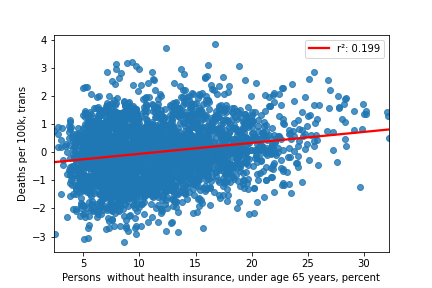 r²: 0.199
4
3
2
1
0
−1
−2
−3
Deaths per 100k, trans
5 10 15 20 25 30
Persons  without health insurance, under age 65 years, percent